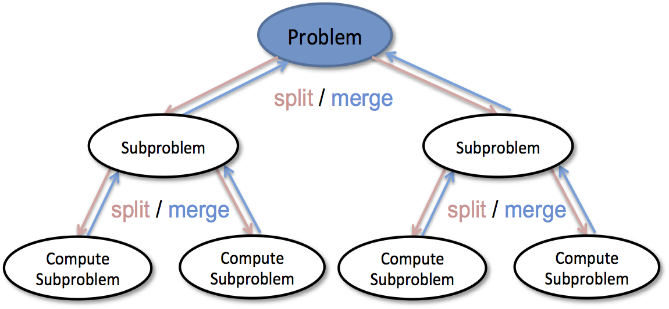 Problem
split / merge
Subproblem
Subproblem
split / merge
split / merge
Compute
Subproblem
Compute
Subproblem
Compute
Subproblem
Compute
Subproblem